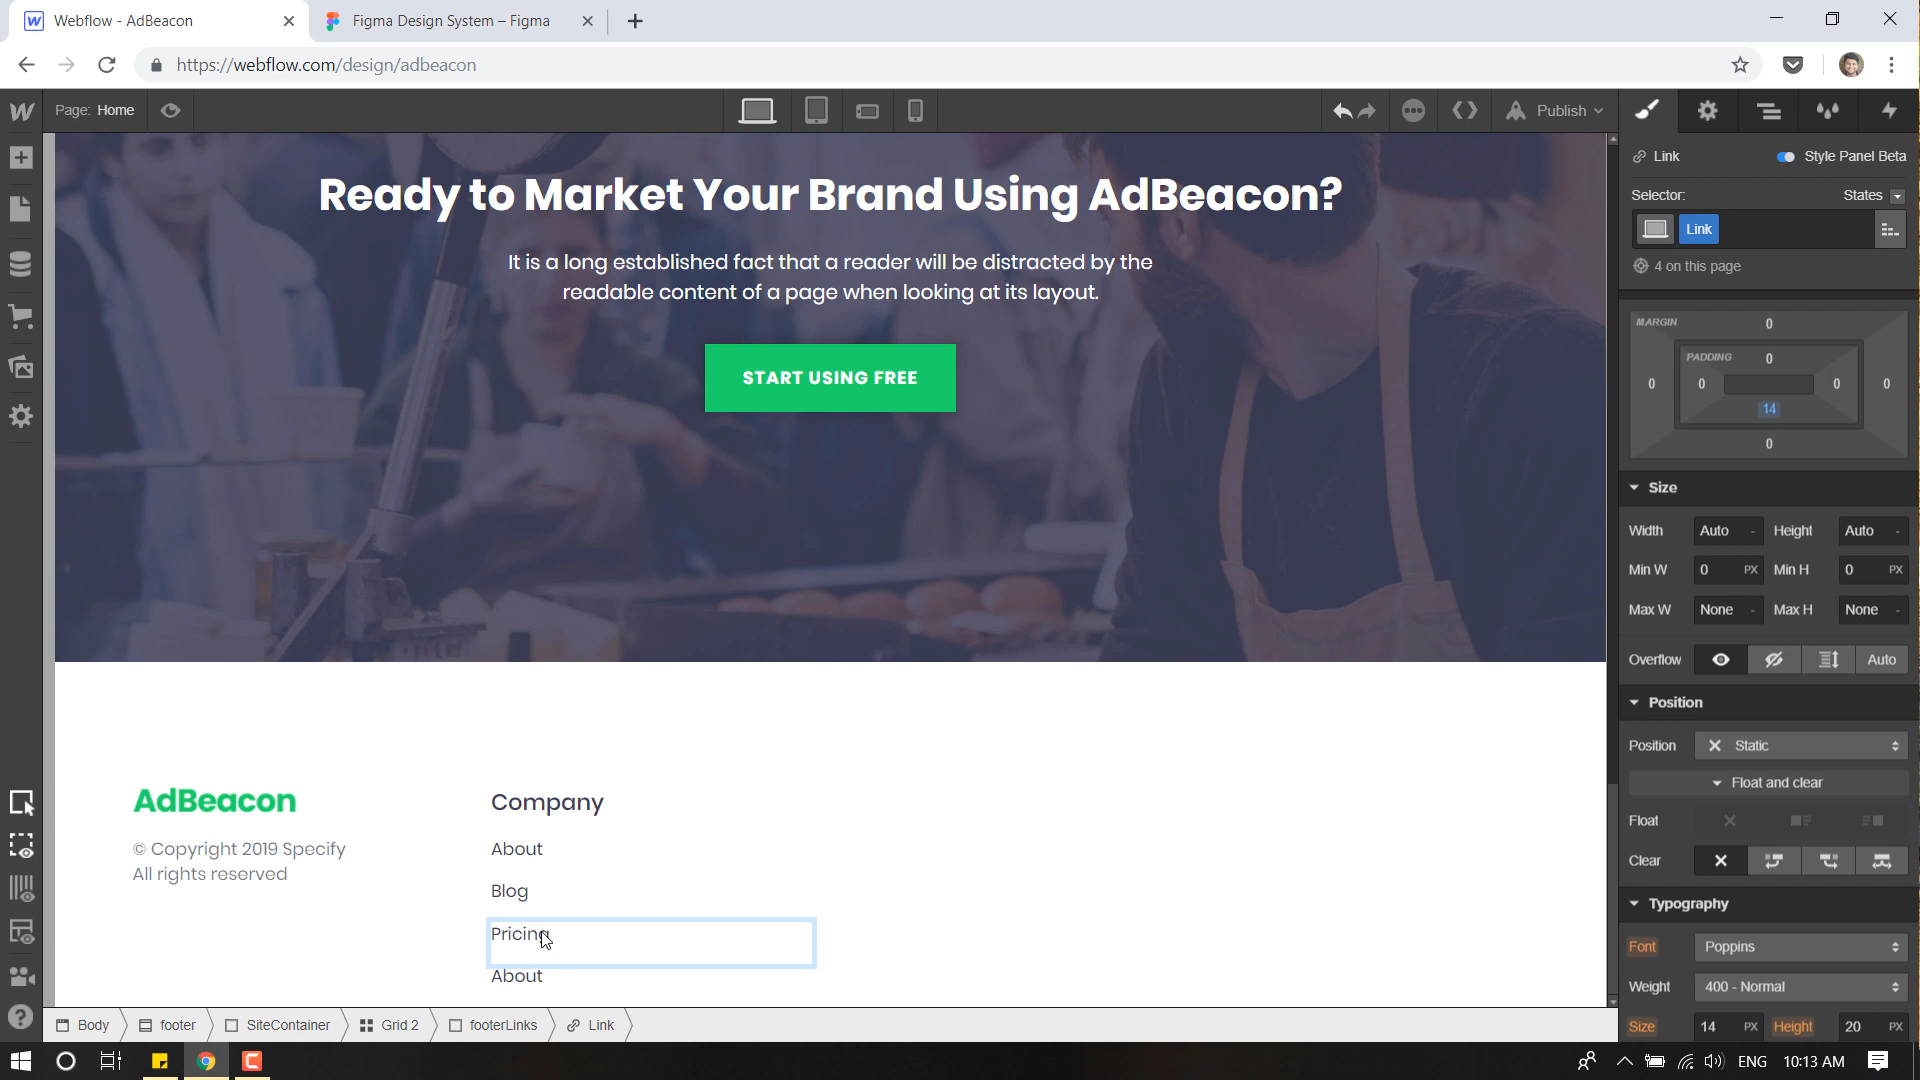 Webflow - AdBeacon
Figma Design System – Figma
https://webflow.com/design/adbeacon
Page: Home
Publish
Link
Style Panel Beta
Selector:
States
Link
4 on this page
Ready to Market Your Brand Using AdBeacon?
It is a long established fact that a reader will be distracted by the
readable content of a page when looking at its layout.
START USING FREE
MARGIN
0
PADDING
0
0
0
0
0
14
0
Size
Width Auto - Height Auto -
Min W 0 PX Min H 0 PX
Max W None - Max H None -
Overflow Auto
Position
Position Static
Float and clear
Float
Clear
Typography
Font Poppins
Weight 400 - Normal
Size 14 PX Height 20 PX
AdBeacon
© Copyright 2019 Specify
All rights reserved
Company
About
Blog
Pricing
About
Body footer SiteContainer Grid 2 footerLinks Link
ENG 10:13 AM